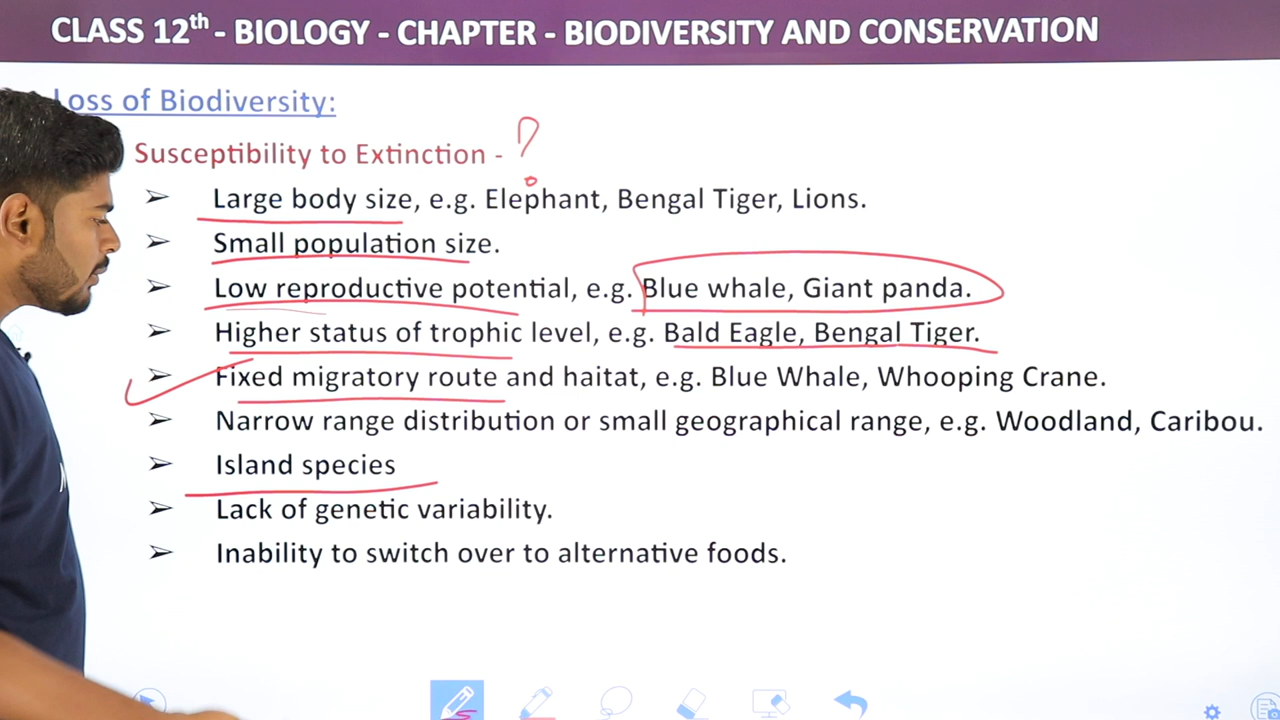 CLASS 12th - BIOLOGY - CHAPTER - BIODIVERSITY AND CONSERVATION
Loss of Biodiversity:
Susceptibility to Extinction - ?
➢ Large body size, e.g. Elephant, Bengal Tiger, Lions.
➢ Small population size.
➢ Low reproductive potential, e.g. Blue whale, Giant panda.
➢ Higher status of trophic level, e.g. Bald Eagle, Bengal Tiger.
➢ Fixed migratory route and haitat, e.g. Blue Whale, Whooping Crane.
➢ Narrow range distribution or small geographical range, e.g. Woodland, Caribou.
➢ Island species
➢ Lack of genetic variability.
➢ Inability to switch over to alternative foods.